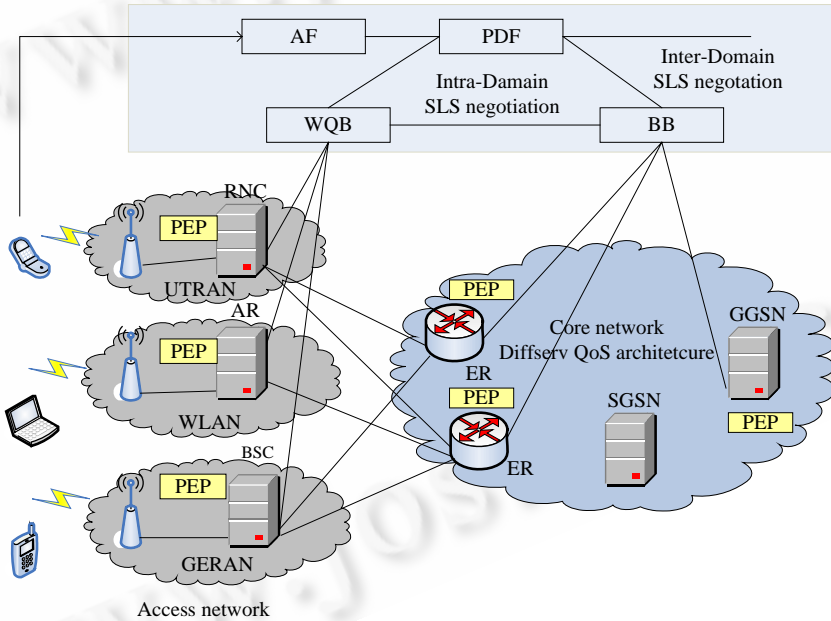 AF
PDF
Inter-Domain
SLS negotation
Intra-Damain
SLS negotiation
WQB
BB
RNC
PEP
UTRAN
AR
PEP
WLAN
BSC
PEP
GERAN
Access network
PEP
ER
Core network
Diffserv QoS architetcure
GGSN
PEP
PEP
ER
SGSN